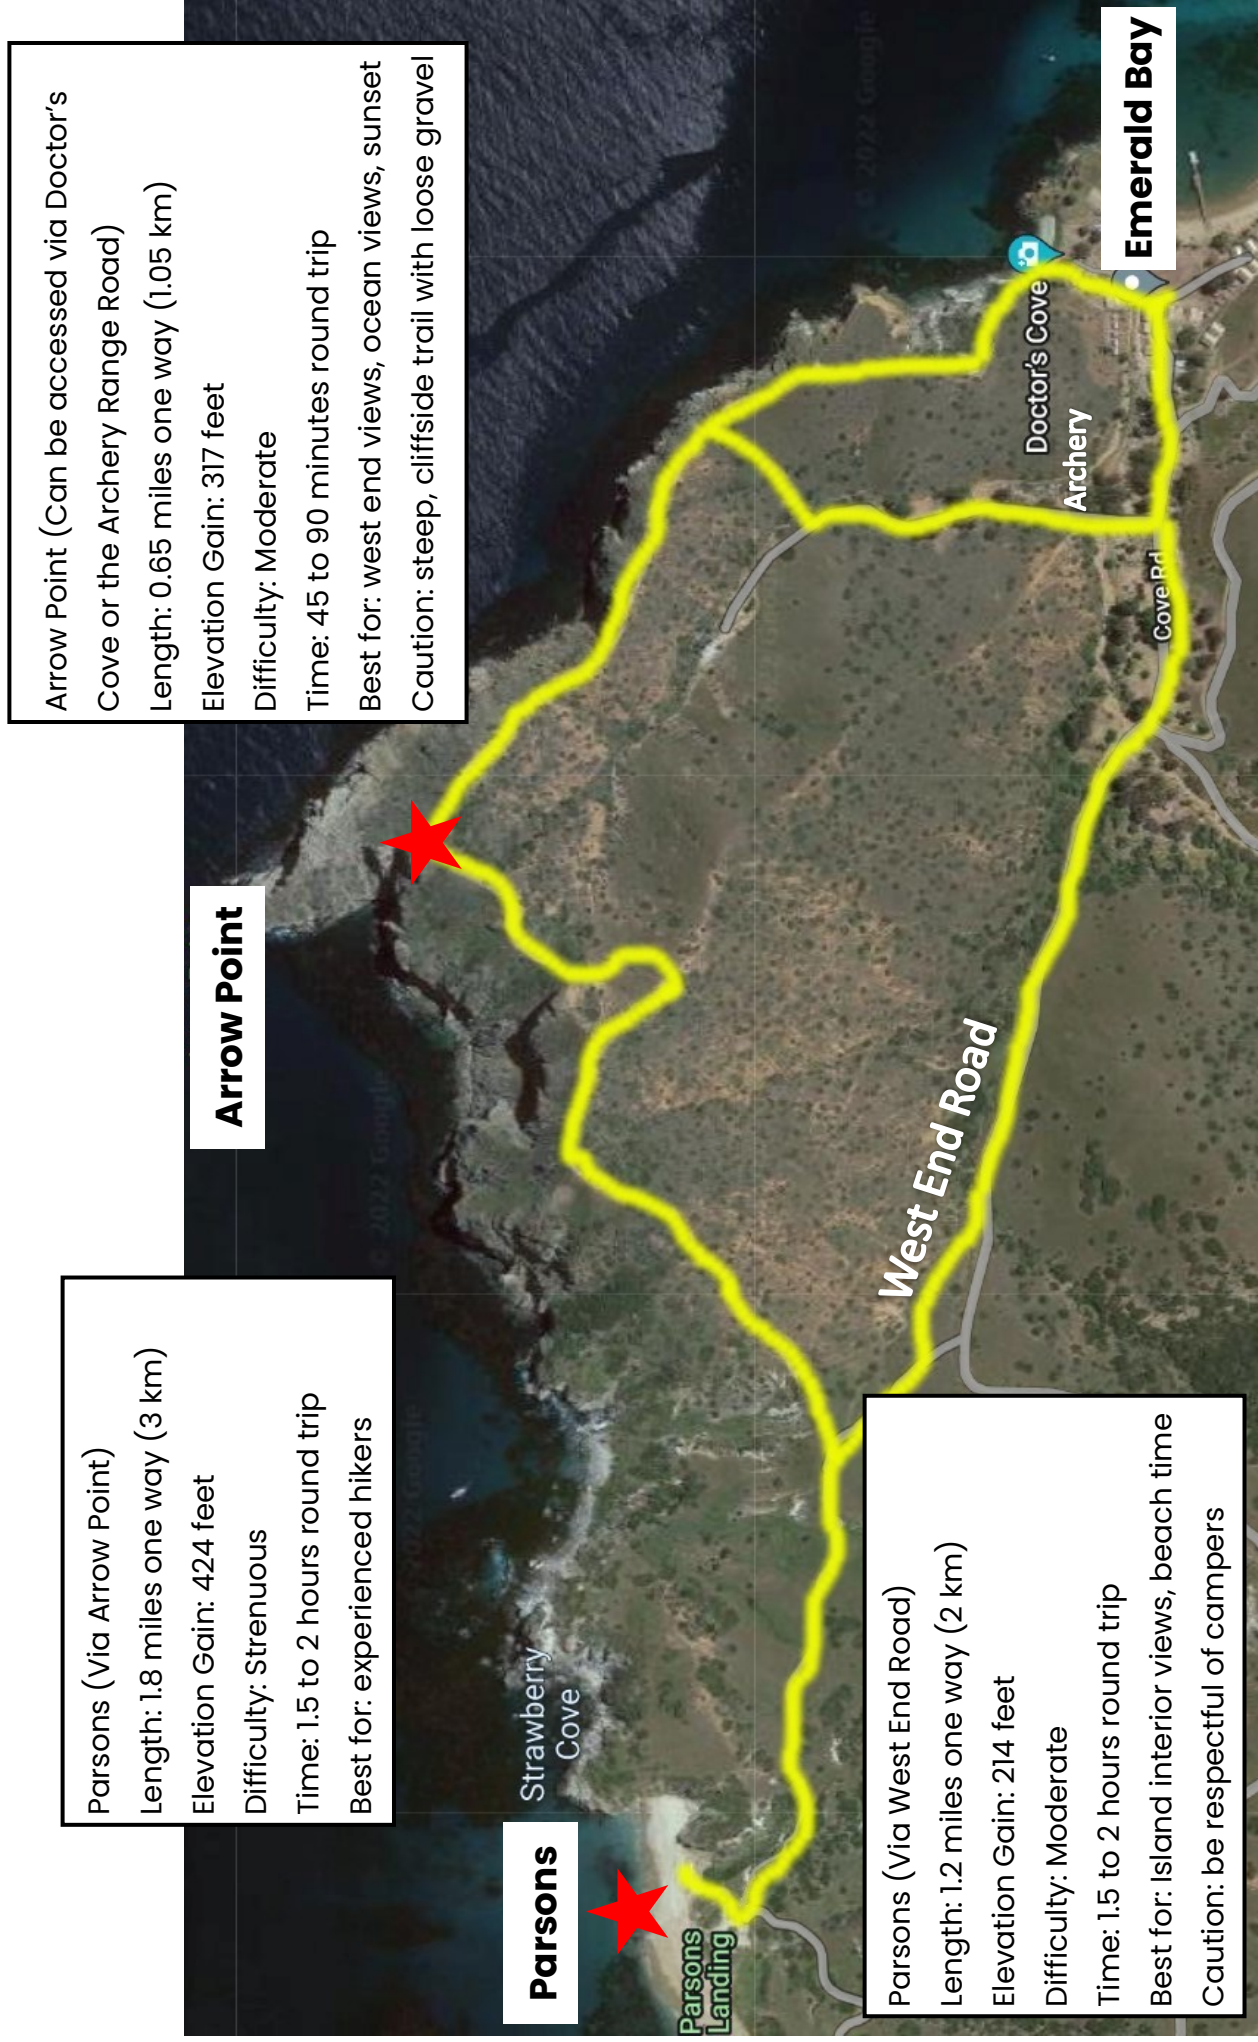 Parsons (Via Arrow Point)
Length: 1.8 miles one way (3 km)
Elevation Gain: 424 feet
Difficulty: Strenuous
Time: 1.5 to 2 hours round trip
Best for: experienced hikers
Arrow Point (Can be accessed via Doctor's
Cove or the Archery Range Road)
Length: 0.65 miles one way (1.05 km)
Elevation Gain: 317 feet
Difficulty: Moderate
Time: 45 to 90 minutes round trip
Best for: west end views, ocean views, sunset
Caution: steep, cliffside trail with loose gravel
Arrow Point
© 2022 Google
2022 Google
© 2022 Google
Parsons
Strawberry
Cove
Parsons
Landing
West End Road
Doctor's Cove
Archery
Cove Rd
Emerald Bay
Parsons (Via West End Road)
Length: 1.2 miles one way (2 km)
Elevation Gain: 214 feet
Difficulty: Moderate
Time: 1.5 to 2 hours round trip
Best for: Island interior views, beach time
Caution: be respectful of campers